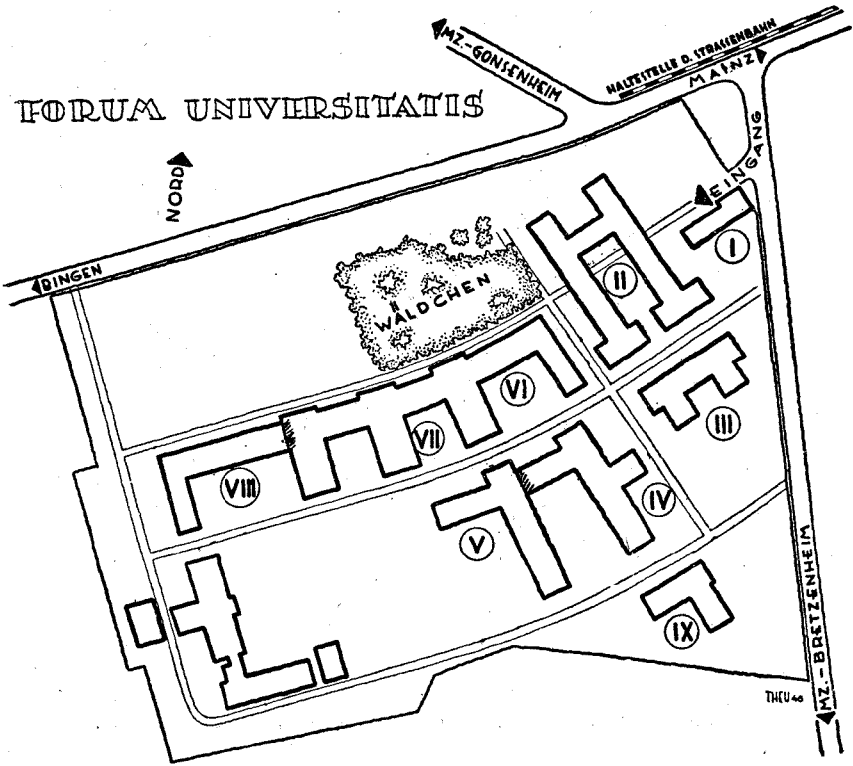 MZ.-GONSENHEIM
HALTESTELLE D. STRASSENBAHN
MAINZ
FORUM UNIVERSITATIS
EINGANG
NORD
BINGEN
WÄLDCHEN
I
II
III
VI
VII
VIII
IV
V
IX
MZ.-BRETZENHEIM
THEU 46